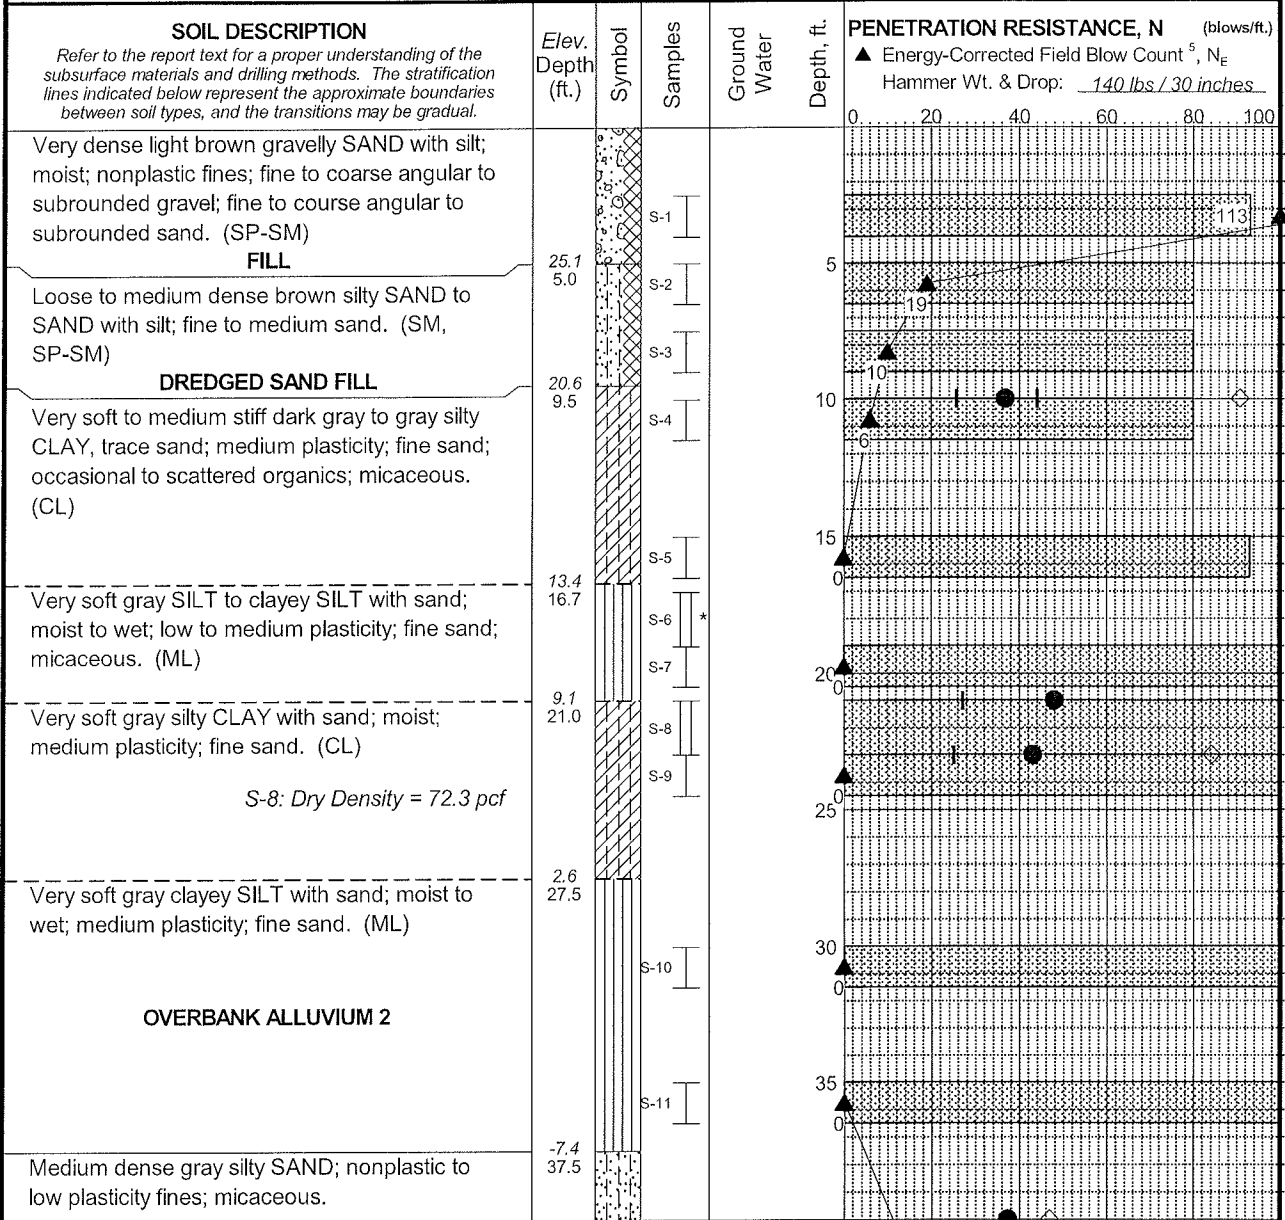 SOIL DESCRIPTION
Refer to the report text for a proper understanding of the
subsurface materials and drilling methods. The stratification
lines indicated below represent the approximate boundaries
between soil types, and the transitions may be gradual.
Elev.
Depth
(ft.)
Symbol
Samples
Ground
Water
Depth, ft.
PENETRATION RESISTANCE, N (blows/ft.)
▲ Energy-Corrected Field Blow Count 5, NE
Hammer Wt. & Drop: 140 lbs / 30 inches
0 20 40 60 80 100
Very dense light brown gravelly SAND with silt;
moist; nonplastic fines; fine to coarse angular to
subrounded gravel; fine to course angular to
subrounded sand. (SP-SM)
FILL
S-1
113
25.1
5.0
5
Loose to medium dense brown silty SAND to
SAND with silt; fine to medium sand. (SM,
SP-SM)
DREDGED SAND FILL
S-2
19
S-3
10
20.6
9.5
Very soft to medium stiff dark gray to gray silty
CLAY, trace sand; medium plasticity; fine sand;
occasional to scattered organics; micaceous.
(CL)
S-4
10
6
S-5
15
0
13.4
16.7
Very soft gray SILT to clayey SILT with sand;
moist to wet; low to medium plasticity; fine sand;
micaceous. (ML)
S-6 *
S-7
20
0
9.1
21.0
Very soft gray silty CLAY with sand; moist;
medium plasticity; fine sand. (CL)
S-8: Dry Density = 72.3 pcf
S-8
S-9
0
25
2.6
27.5
Very soft gray clayey SILT with sand; moist to
wet; medium plasticity; fine sand. (ML)
OVERBANK ALLUVIUM 2
S-10
30
0
S-11
35
0
-7.4
37.5
Medium dense gray silty SAND; nonplastic to
low plasticity fines; micaceous.